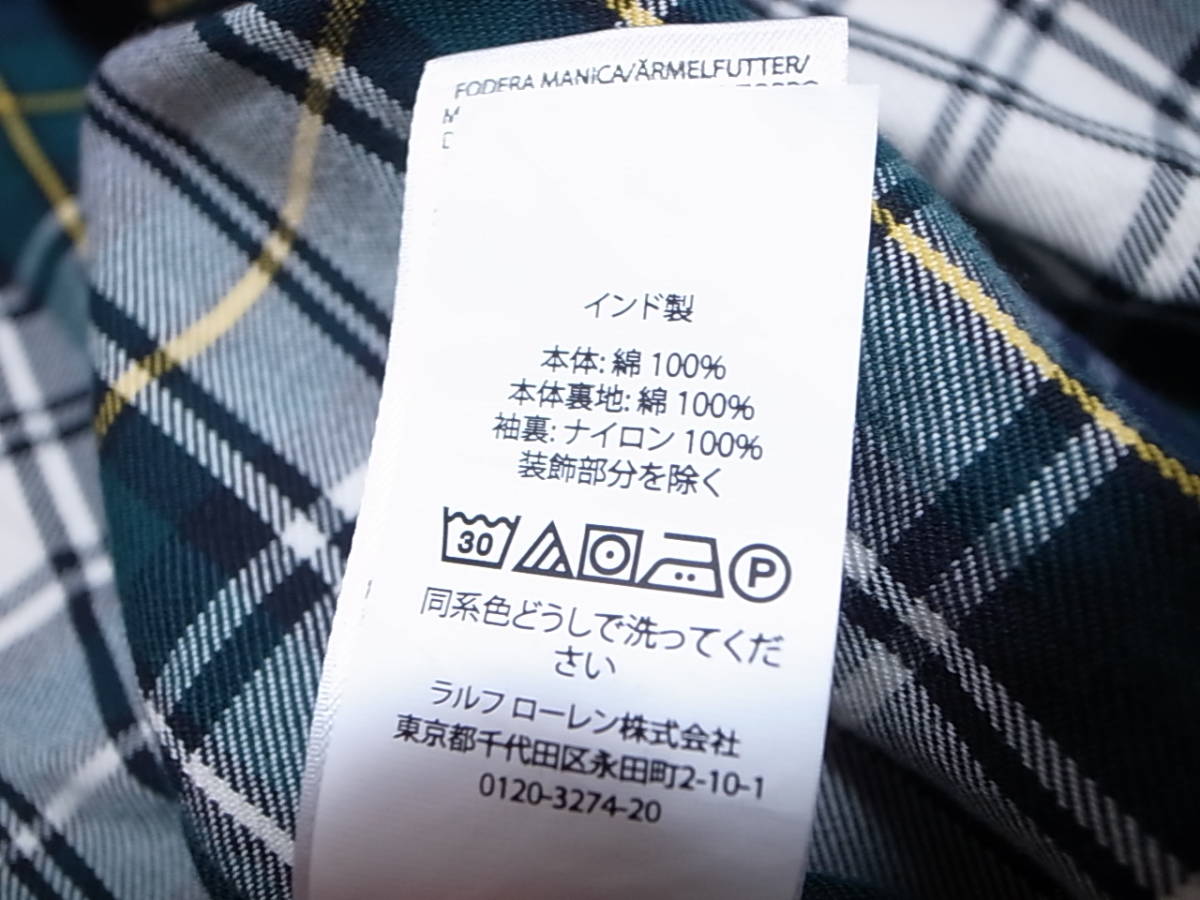 FODERA MANICA/ÄRMELFUTTER/
インド製
本体: 綿 100%
本体裏地: 綿 100%
袖裏: ナイロン 100%
装飾部分を除く
30 P
同系色どうしで洗ってくだ
さい
ラルフ ローレン株式会社
東京都千代田区永田町2-10-1
0120-3274-20